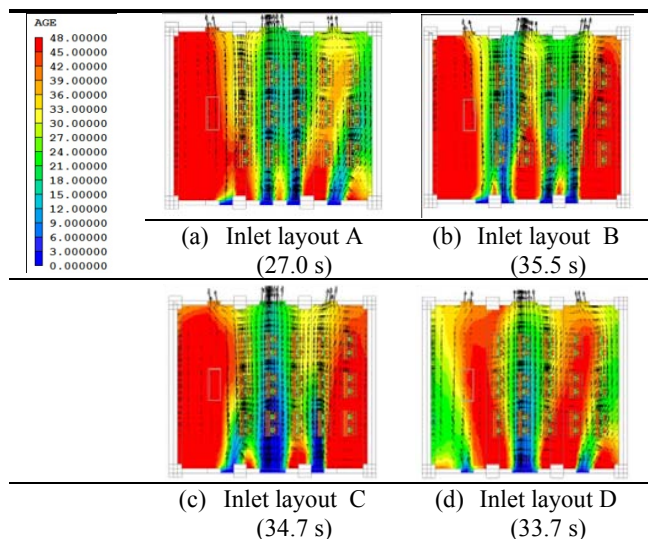 AGE
48.00000
45.00000
42.00000
39.00000
36.00000
33.00000
30.00000
27.00000
24.00000
21.00000
18.00000
15.00000
12.00000
9.000000
6.000000
3.000000
0.000000
(a) Inlet layout A
(27.0 s)
(b) Inlet layout B
(35.5 s)
(c) Inlet layout C
(34.7 s)
(d) Inlet layout D
(33.7 s)